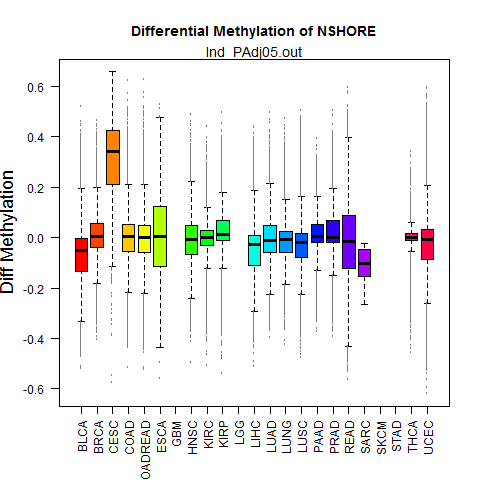 Differential Methylation of NSHORE
Ind_PAdj05.out
Diff Methylation
0.6
0.4
0.2
0.0
-0.2
-0.4
-0.6
BLCA
BRCA
CESC
COAD
OADREAD
ESCA
GBM
HNSC
KIRC
KIRP
LGG
LIHC
LUAD
LUNG
LUSC
PAAD
PRAD
READ
SARC
SKCM
STAD
THCA
UCEC